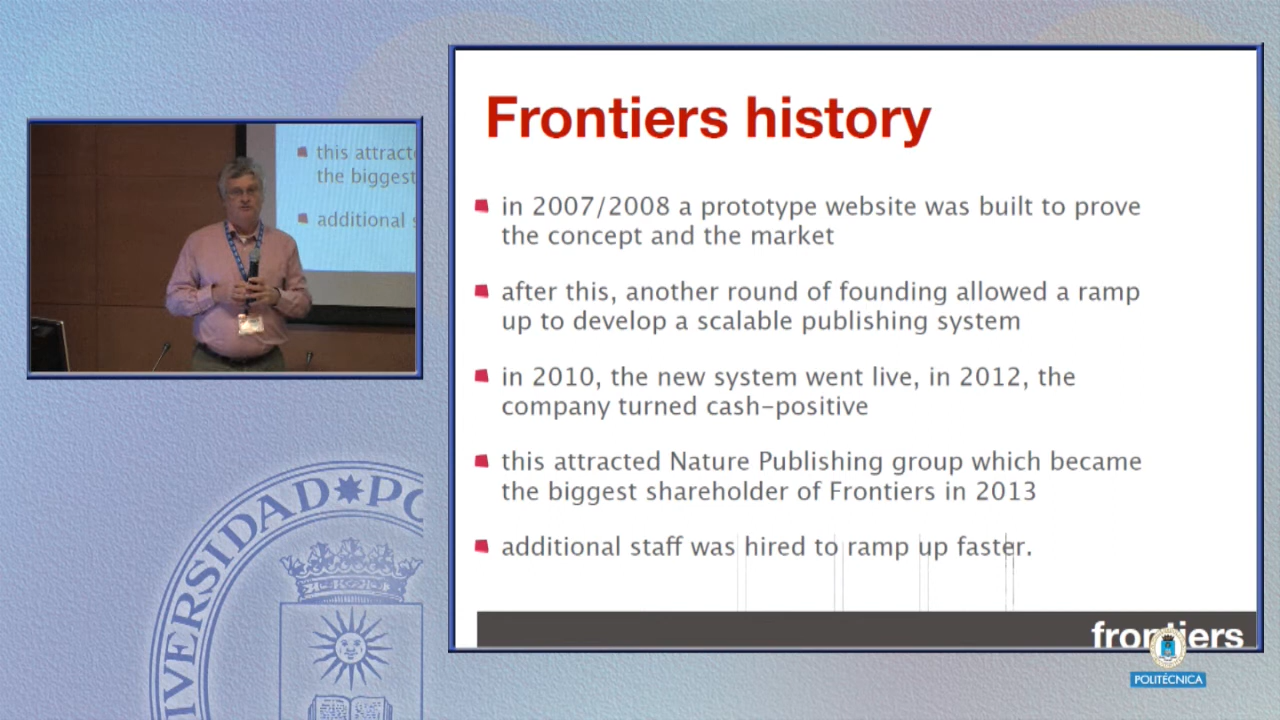 this attract
the biggest
additional s
Frontiers history
in 2007/2008 a prototype website was built to prove
the concept and the market
after this, another round of founding allowed a ramp
up to develop a scalable publishing system
in 2010, the new system went live, in 2012, the
company turned cash-positive
this attracted Nature Publishing group which became
the biggest shareholder of Frontiers in 2013
additional staff was hired to ramp up faster.
frontiers
POLITÉCNICA
IVERSIDAD PO